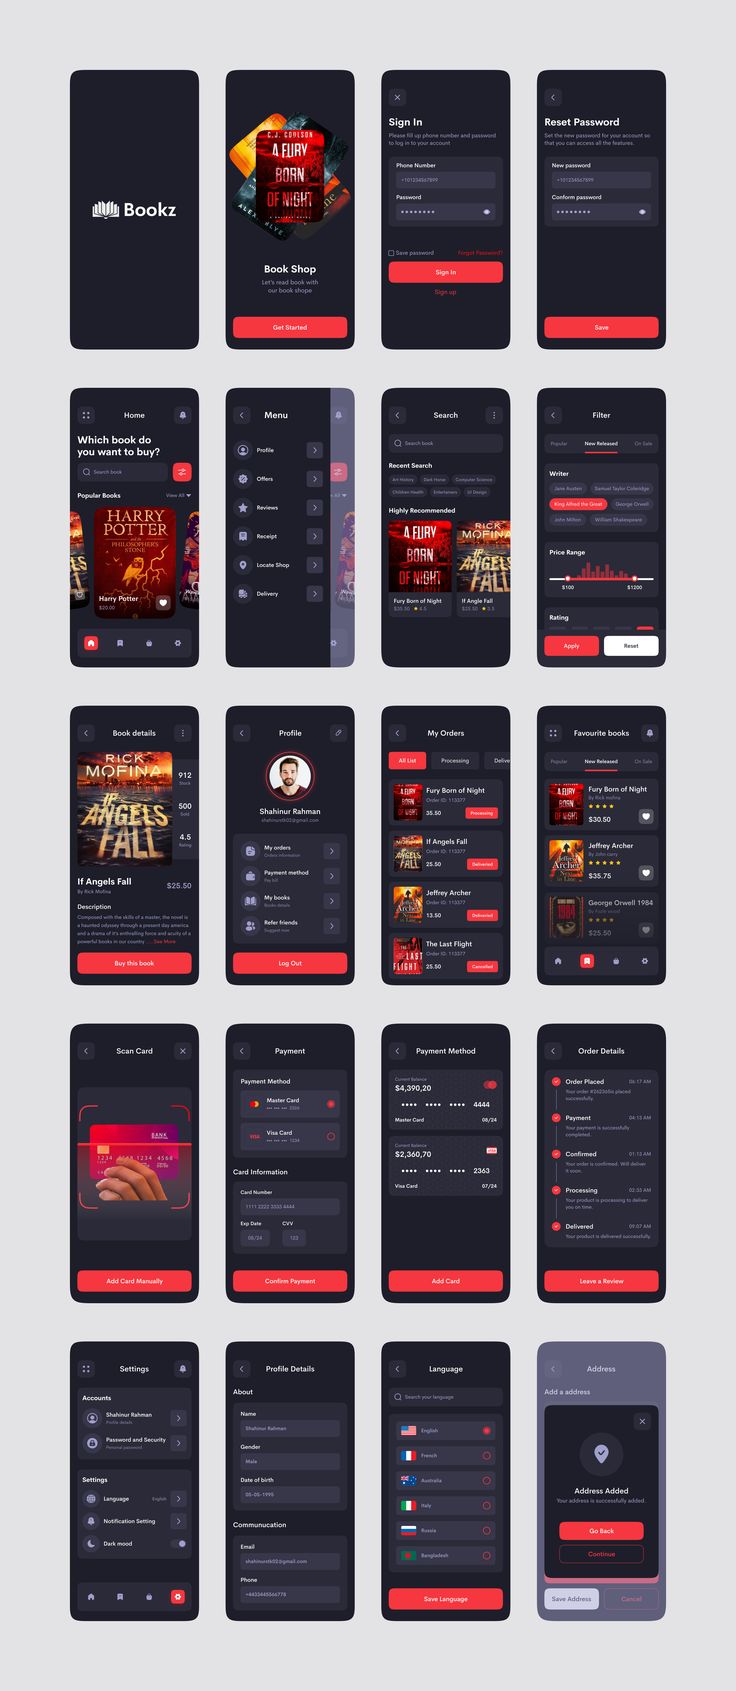 Bookz
C.J. COULSON
A FURY
BORN
OF NIGHT
Book Shop
Let's read book with
our book shope
Get Started
Sign In
Please fill up phone number and password
to log in to your account
Phone Number
+101234567899
Password
Save password
Forgot Password?
Sign In
Sign up
Reset Password
Set the new password for your account so
that you can access all the features.
New password
+101234567899
Conform password
Save
Home
Which book do
you want to buy?
Search book
Popular Books
View All
HARRY
POTTER
and the
PHILOSOPHER'S
STONE
Harry Potter
$20.00
Menu
Profile
Offers
Reviews
Receipt
Locate Shop
Delivery
Search
Search book
Recent Search
Art History
Dark Horse
Computer Science
Children Health
Entertainers
Id Design
Highly Recommended
A FURY
BORN
OF NIGHT
RICK
MOFINA
Fury Born of Night
$35.50
4.5
If Angle Fall
$25.50
3.5
Filter
Popular
New Released
On Sale
Writer
Jane Austen
Samuel Taylor Coleridge
King Alfred the Great
George Orwell
John Milton
William Shakespeare
Price Range
$100
$1200
Rating
Apply
Reset
Book details
RICK
MOFINA
IF
ANGELS
FALL
912
Stock
500
Sold
4.5
Rating
If Angels Fall
By Rick Mofina
$25.50
Description
Composed with the skills of a master, the novel is
a haunted odyssey through a present day america
and a drama of it's enthralling force and acuity of a
powerful books in our country .... See More
Buy this book
Profile
Shahinur Rahman
shahinurstk02@gmail.com
My orders
Orders information
Payment method
Pay bill
My books
Books details
Refer friends
Suggest now
Log Out
My Orders
All List
Processing
Delive
Fury Born of Night
Order ID: 113377
35.50
Processing
If Angels Fall
Order ID: 113377
25.50
Delivered
Jeffrey Archer
Order ID: 113377
13.50
Delivered
The Last Flight
Order ID: 113377
25.50
Cancelled
Favourite books
Popular
New Released
On Sale
Fury Born of Night
By Rick mofina
$30.50
Jeffrey Archer
$35.75
George Orwell 1984
$25.50
Scan Card
BANK
1234 5678 1234 4568
Add Card Manually
Payment
Payment Method
Master Card
2366
Visa Card
1234
Card Information
Card Number
1111 2222 3333 4444
Exp Date
CVV
08/24
123
Confirm Payment
Payment Method
Current Balance
$4,390,20
4444
Master Card
08/24
Current Balance
$2,360,70
VISA
2363
Visa Card
07/24
Add Card
Order Details
Order Placed
06:17 AM
successfully.
Payment
04:15 AM
Your payment is successfully
completed.
Confirmed
01:13 AM
Your order is confirmed. Will deliver
it soon.
Processing
02:33 AM
Your product is processing to deliver
you on time.
Delivered
09:07 AM
Your product is delivered successfully.
Leave a Review
Settings
Accounts
Shahinur Rahman
Profile details
Password and Security
Personal password
Settings
Language
English
Notification Setting
Dark mood
Profile Details
About
Name
Shahinur Rahman
Gender
Male
Date of birth
05-05-1995
Communucation
Email
shahinurstk02@gmail.com
Phone
+4433445566778
Language
Search your language
English
French
Australia
Italy
Russia
Bangladesh
Save Language
Address
Add a address
Address Added
Your address is successfully added.
Go Back
Continue
Save Address
Cancel